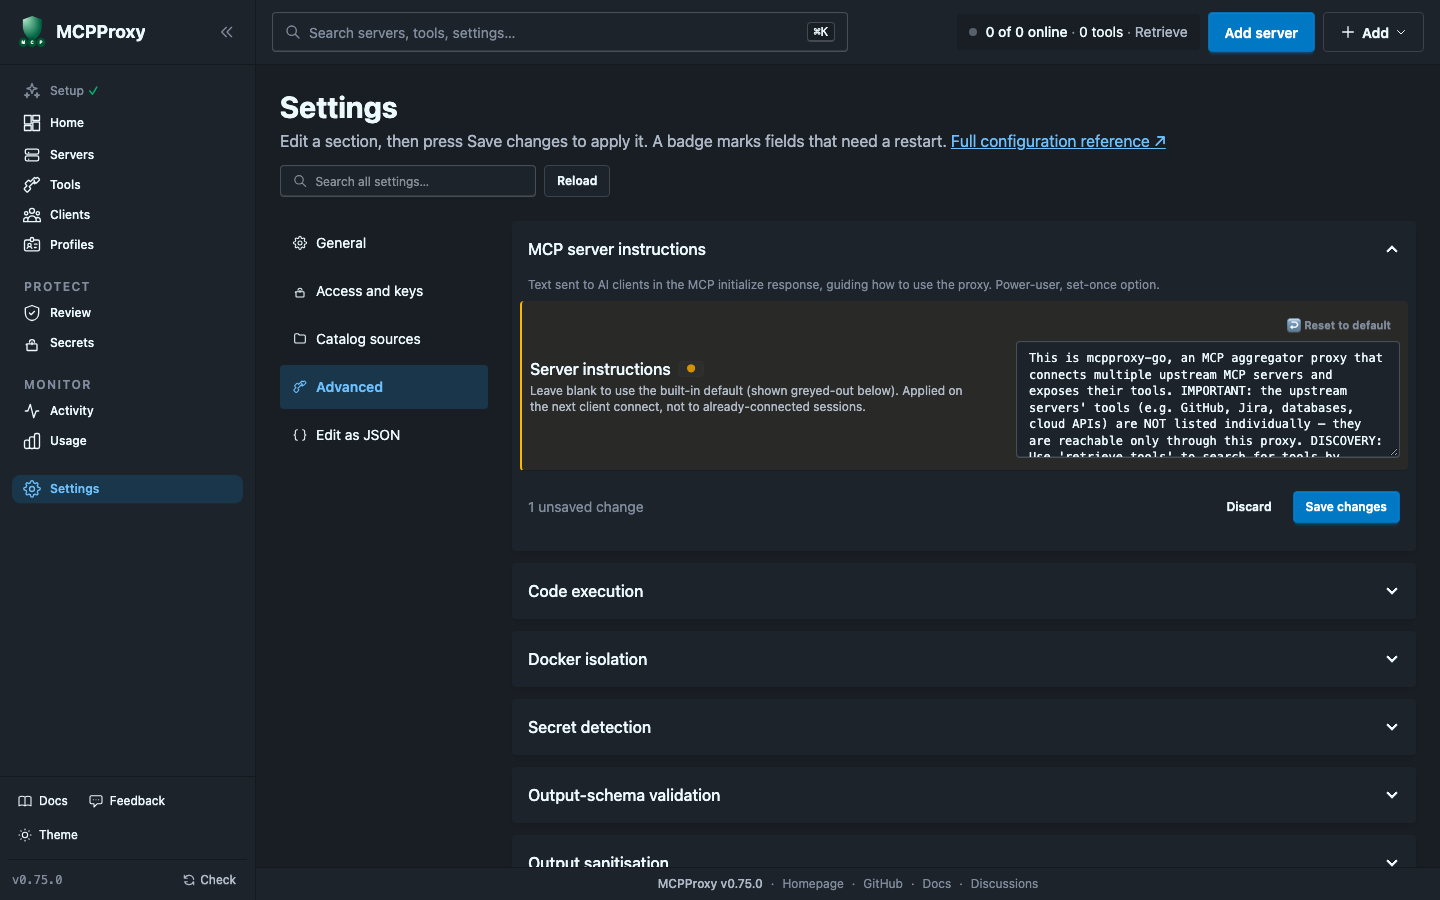 MCPProxy
Search servers, tools, settings...
⌘K
0 of 0 online · 0 tools · Retrieve
Add server
Add
Setup
Home
Servers
Tools
Clients
Profiles
PROTECT
Review
Secrets
MONITOR
Activity
Usage
Settings
Docs
Feedback
Theme
v0.75.0
Check
Settings
Edit a section, then press Save changes to apply it. A badge marks fields that need a restart. Full configuration reference ↗
Search all settings...
Reload
General
Access and keys
Catalog sources
Advanced
Edit as JSON
MCP server instructions
Text sent to AI clients in the MCP initialize response, guiding how to use the proxy. Power-user, set-once option.
Reset to default
Server instructions
Leave blank to use the built-in default (shown greyed-out below). Applied
on the next client connect, not to already-connected sessions.
This is mcpproxy-go, an MCP aggregator proxy that
connects multiple upstream MCP servers and
exposes their tools. IMPORTANT: the upstream
servers' tools (e.g. GitHub, Jira, databases,
cloud APIs) are NOT listed individually — they
are reachable only through this proxy. DISCOVERY:
Use 'retrieve_tools' to search for tools by
1 unsaved change
Discard
Save changes
Code execution
Docker isolation
Secret detection
Output-schema validation
Output sanitisation
MCPProxy v0.75.0 · Homepage · GitHub · Docs · Discussions